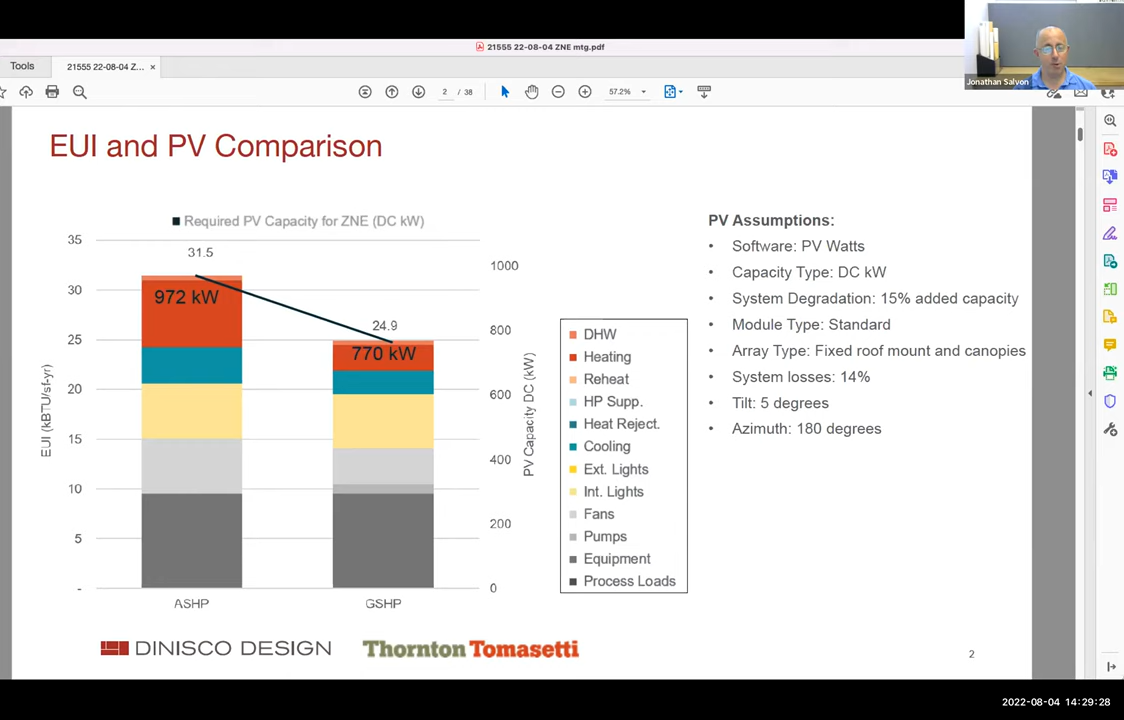 21555 22-08-04 ZNE mtg.pdf
Tools
21555 22-08-04 Z... ×
2 / 38
57.2%
Jonathan Salvon
EUI and PV Comparison
Required PV Capacity for ZNE (DC kW)
35
30
25
20
15
10
5
-
EUI (kBTU/sf-yr)
31.5
972 kW
24.9
770 kW
1000
800
600
400
200
0
PV Capacity DC (kW)
ASHP
GSHP
DHW
Heating
Reheat
HP Supp.
Heat Reject.
Cooling
Ext. Lights
Int. Lights
Fans
Pumps
Equipment
Process Loads
PV Assumptions:
• Software: PV Watts
• Capacity Type: DC kW
• System Degradation: 15% added capacity
• Module Type: Standard
• Array Type: Fixed roof mount and canopies
• System losses: 14%
• Tilt: 5 degrees
• Azimuth: 180 degrees
DINISCO DESIGN
Thornton Tomasetti
2
2022-08-04 14:29:28